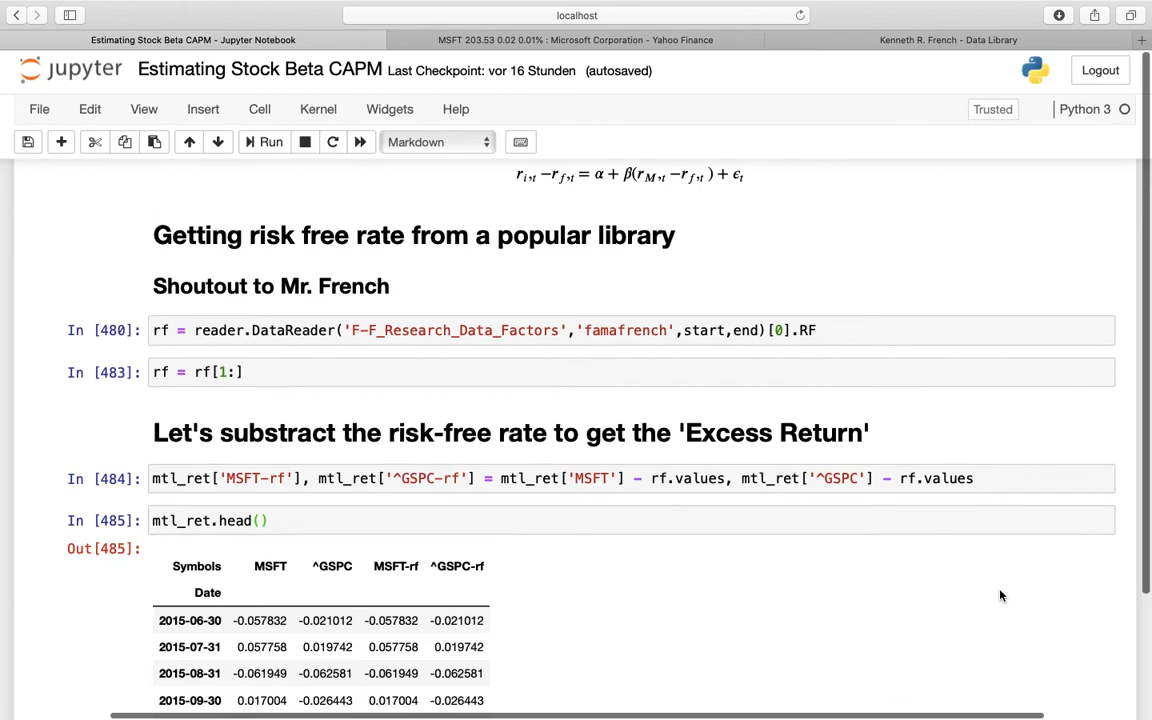 localhost
Estimating Stock Beta CAPM - Jupyter Notebook
MSFT 203.53 0.02 0.01% : Microsoft Corporation - Yahoo Finance
Kenneth R. French - Data Library
jupyter Estimating Stock Beta CAPM Last Checkpoint: vor 16 Stunden (autosaved)
Logout
File Edit View Insert Cell Kernel Widgets Help
Trusted Python 3
Run Markdown
r_{i,t} − r_{f,t} = α + β(r_{M,t} − r_{f,t}) + ϵ_t
Getting risk free rate from a popular library
Shoutout to Mr. French
In [480]: rf = reader.DataReader('F-F_Research_Data_Factors','famafrench',start,end)[0].RF
In [483]: rf = rf[1:]
Let's substract the risk-free rate to get the 'Excess Return'
In [484]: mtl_ret['MSFT-rf'], mtl_ret['^GSPC-rf'] = mtl_ret['MSFT'] - rf.values, mtl_ret['^GSPC'] - rf.values
In [485]: mtl_ret.head()
Out[485]:
Symbols MSFT ^GSPC MSFT-rf ^GSPC-rf
Date
2015-06-30 -0.057832 -0.021012 -0.057832 -0.021012
2015-07-31 0.057758 0.019742 0.057758 0.019742
2015-08-31 -0.061949 -0.062581 -0.061949 -0.062581
2015-09-30 0.017004 -0.026443 0.017004 -0.026443